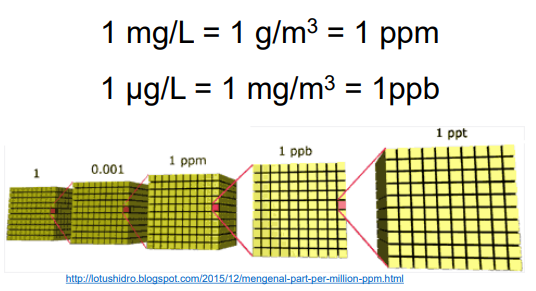 1 mg/L = 1 g/m³ = 1 ppm
1 µg/L = 1 mg/m³ = 1ppb
1
0.001
1 ppm
1 ppb
1 ppt
http://lotushidro.blogspot.com/2015/12/mengenal-part-per-million-ppm.html